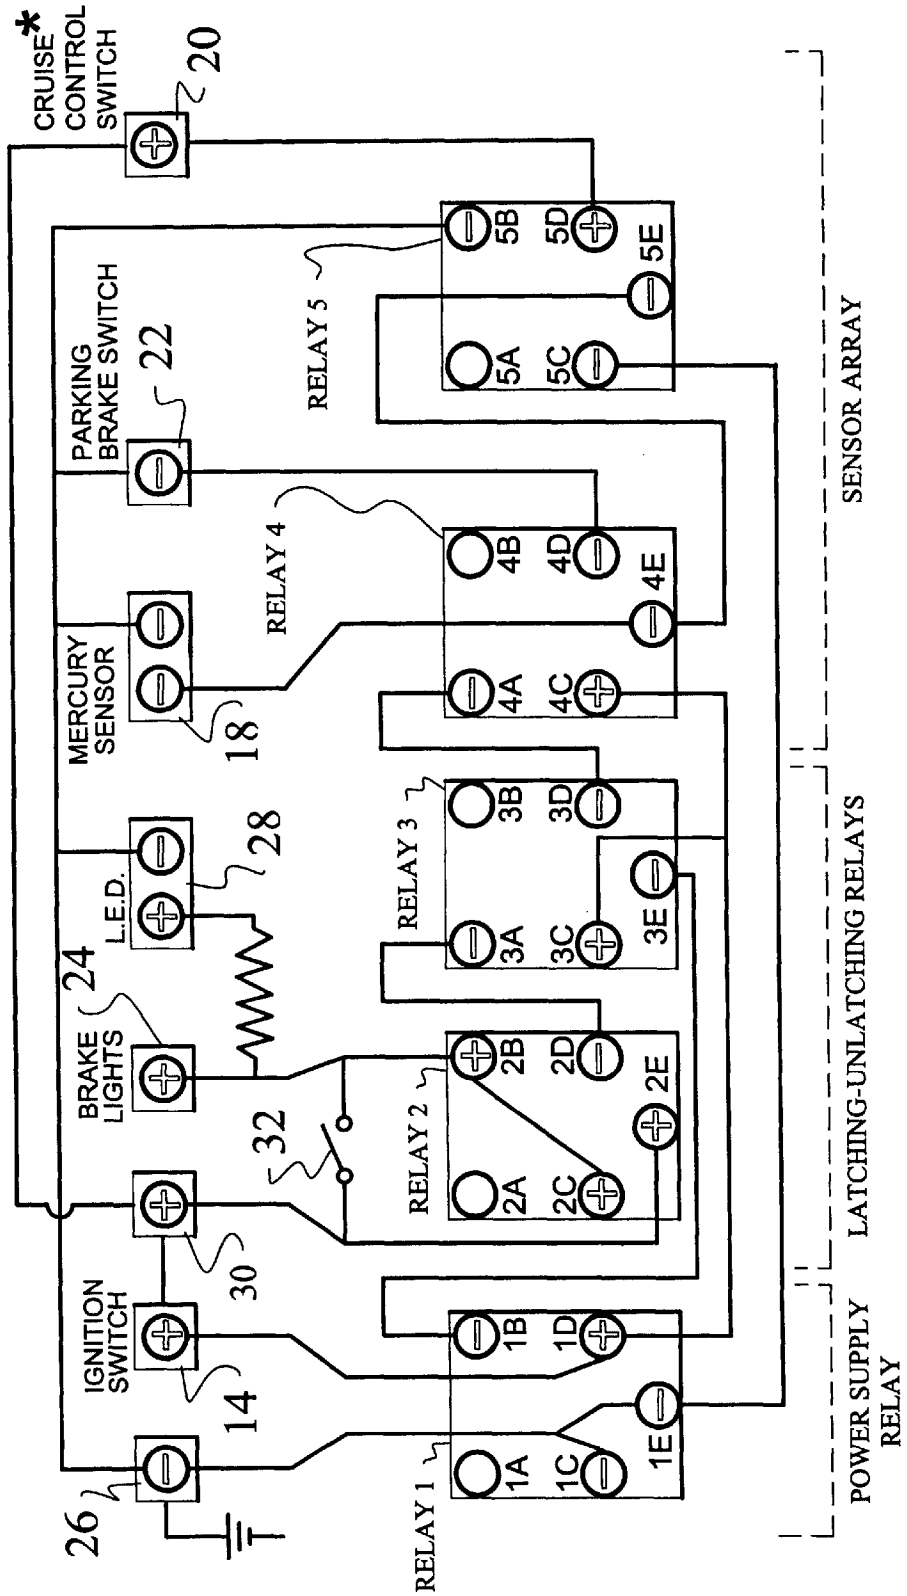 CRUISE*
CONTROL
SWITCH
20
PARKING
BRAKE SWITCH
22
MERCURY
SENSOR
18
L.E.D.
28
BRAKE
LIGHTS
24
32
30
IGNITION
SWITCH
14
26
RELAY 1
1A
1B
1C
1D
1E
RELAY 2
2A
2B
2C
2D
2E
RELAY 3
3A
3B
3C
3D
3E
RELAY 4
4A
4B
4C
4D
4E
RELAY 5
5A
5B
5C
5D
5E
POWER SUPPLY
RELAY
LATCHING-UNLATCHING RELAYS
SENSOR ARRAY